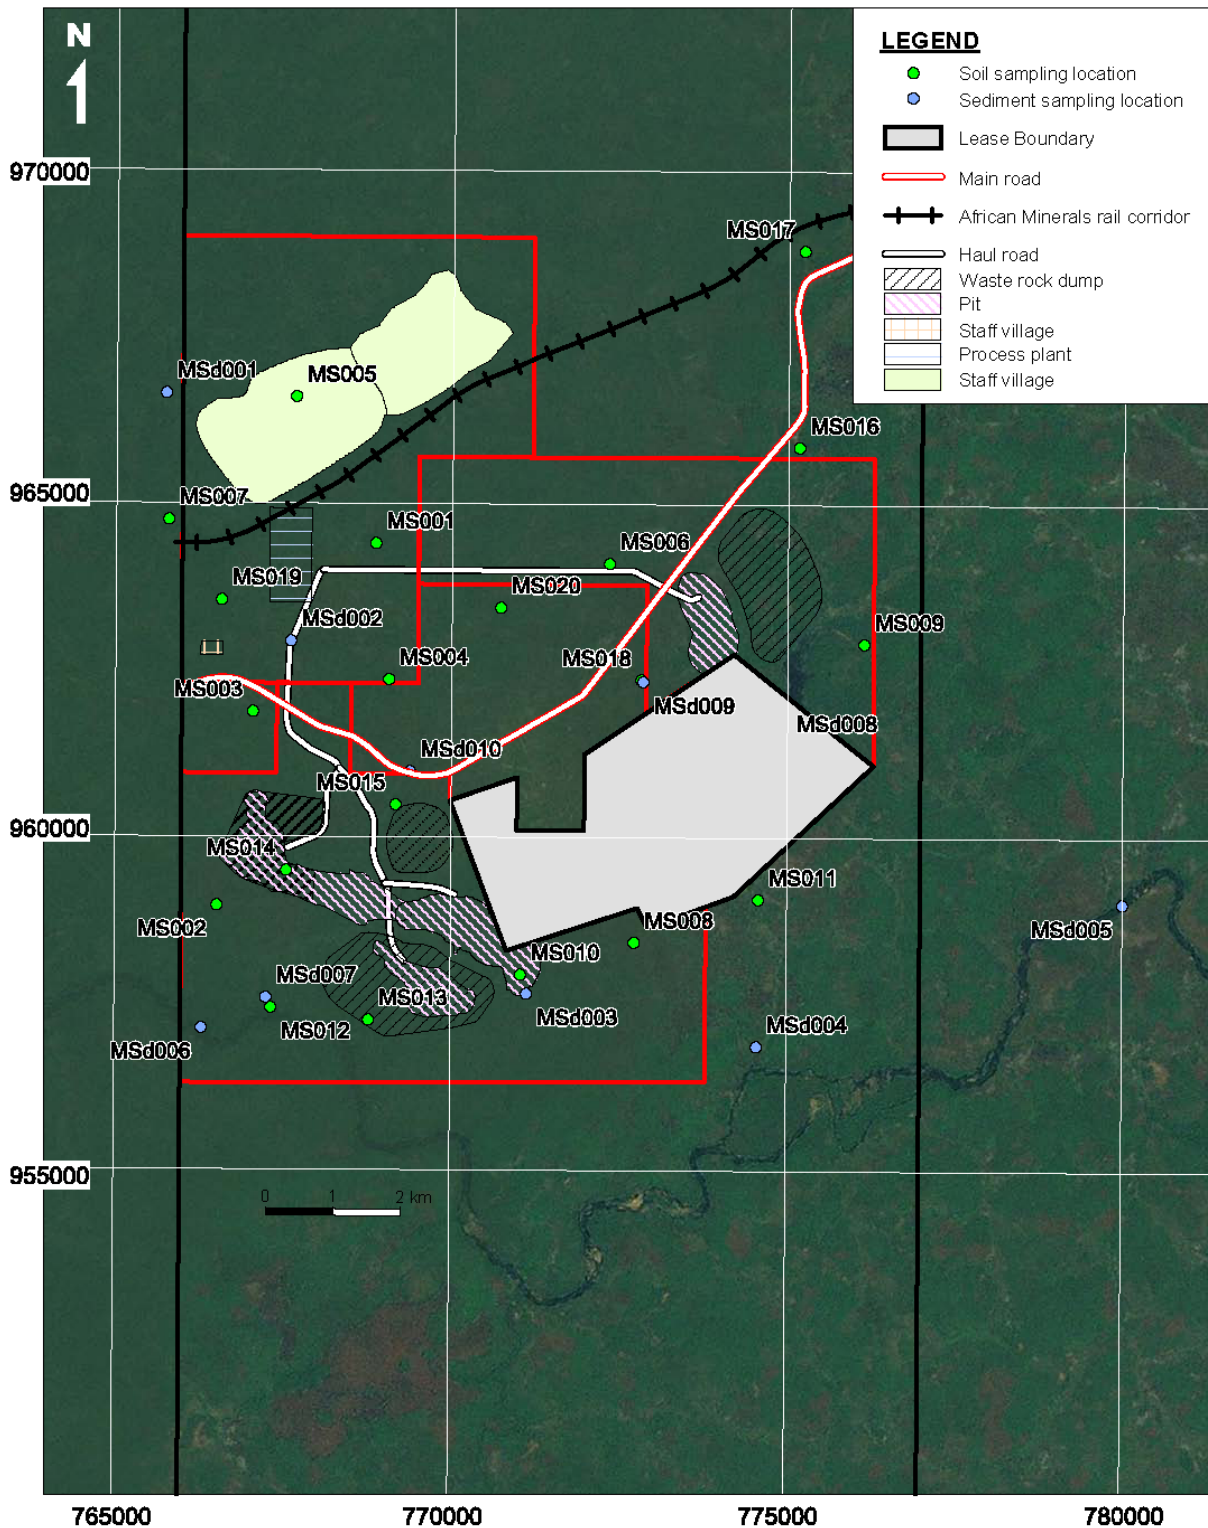 N
LEGEND
Soil sampling location
Sediment sampling location
Lease Boundary
Main road
African Minerals rail corridor
Haul road
Waste rock dump
Pit
Staff village
Process plant
Staff village
970000
MS017
MSd001
MS005
MS016
965000
MS007
MS001
MS006
MS019
MS020
MSd002
MS009
MS004
MS018
MS003
MSd009
MSd008
MSd010
MS015
960000
MS014
MS011
MS002
MS008
MSd005
MS010
MSd007
MS013
MSd003
MS012
MSd004
MSd006
955000
0 1 2 km
765000 770000 775000 780000